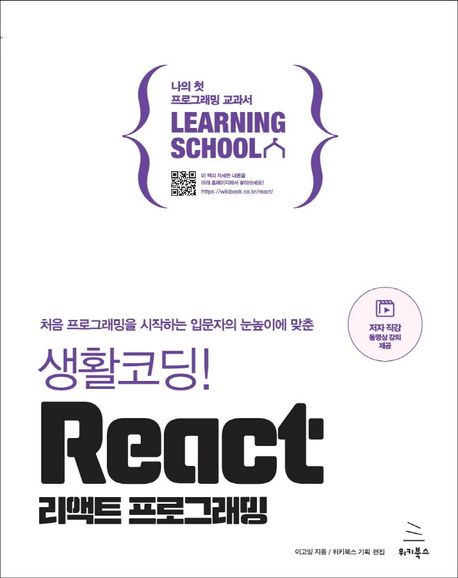 나의 첫
프로그래밍 교과서
LEARNING
SCHOOL
이 책의 자세한 내용을
아래 홈페이지에서 찾아보세요!
https://wikibook.co.kr/react/
처음 프로그래밍을 시작하는 입문자의 눈높이에 맞춘
저자 직강
동영상 강의
제공
생활코딩!
React
리액트 프로그래밍
이고잉 지음 / 위키북스 기획·편집
위키북스